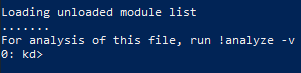 Loading unloaded module list
.......
For analysis of this file, run !analyze -v
0: kd>